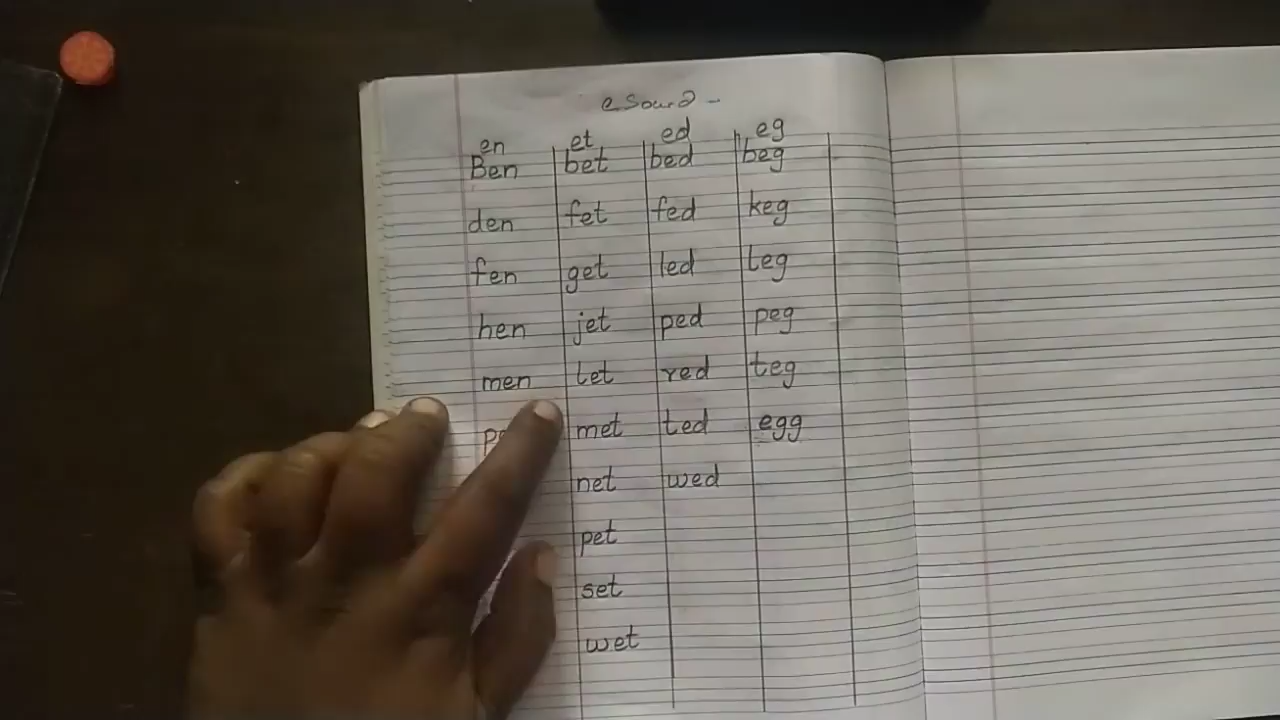 e Sound -
en et ed eg
Ben bet bed beg
den fet fed keg
fen get led leg
hen jet ped peg
men let red teg
met ted egg
net wed
pet
set
wet